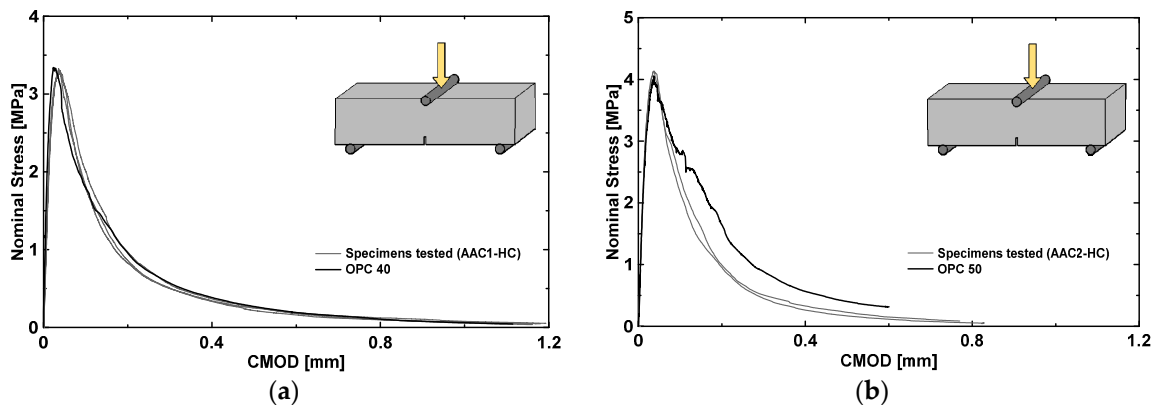 4
3
2
1
0
Nominal Stress [MPa]
0
0.4
0.8
1.2
CMOD [mm]
Specimens tested (AAC1-HC)
OPC 40
(a)
5
4
3
2
1
0
Nominal Stress [MPa]
0
0.4
0.8
1.2
CMOD [mm]
Specimens tested (AAC2-HC)
OPC 50
(b)